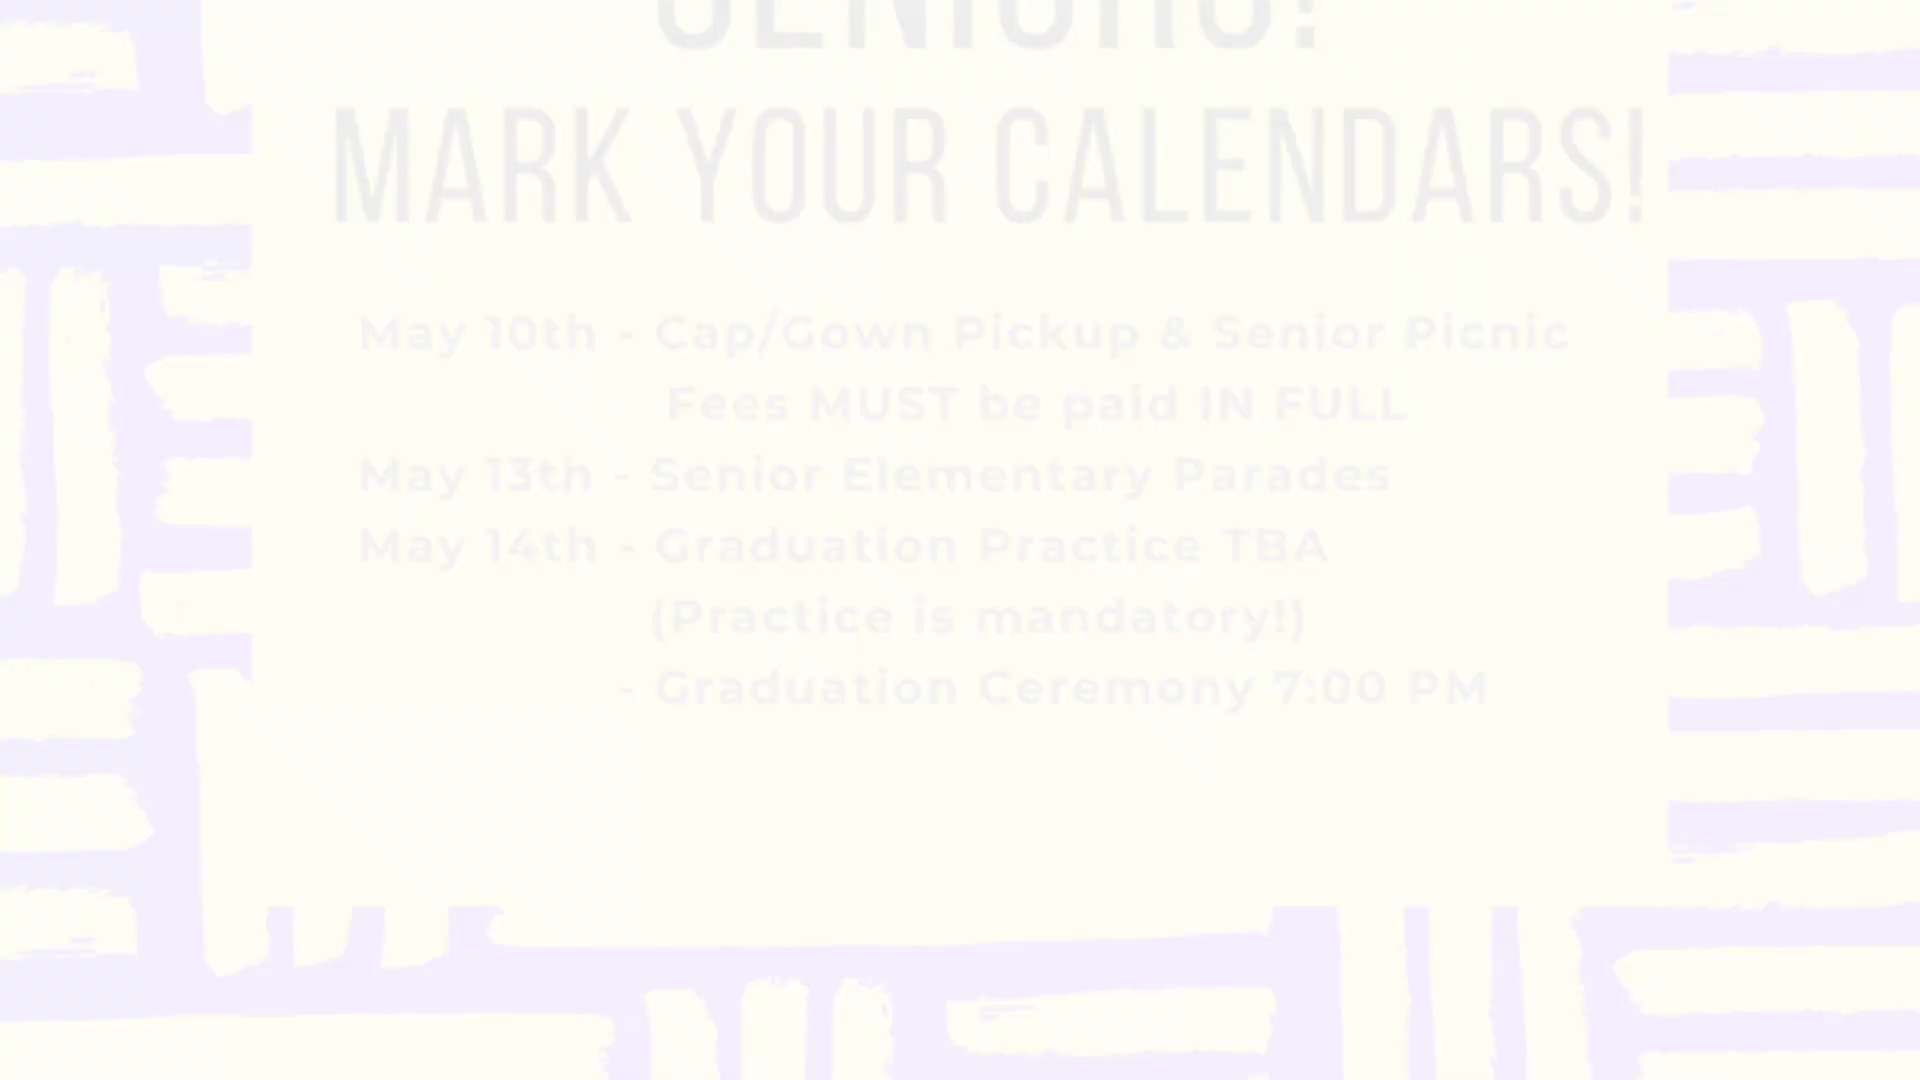 SENIORS!
MARK YOUR CALENDARS!
May 10th - Cap/Gown Pickup & Senior Picnic
Fees MUST be paid IN FULL
May 13th - Senior Elementary Parades
May 14th - Graduation Practice TBA
(Practice is mandatory!)
- Graduation Ceremony 7:00 PM